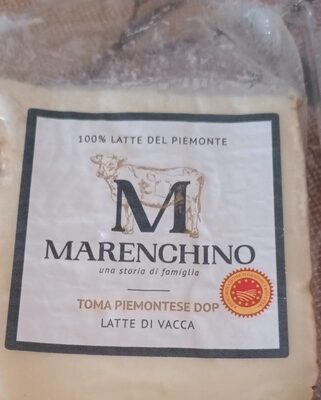 100% LATTE DEL PIEMONTE
M
MARENCHINO
una storia di famiglia
TOMA PIEMONTESE DOP
LATTE DI VACCA